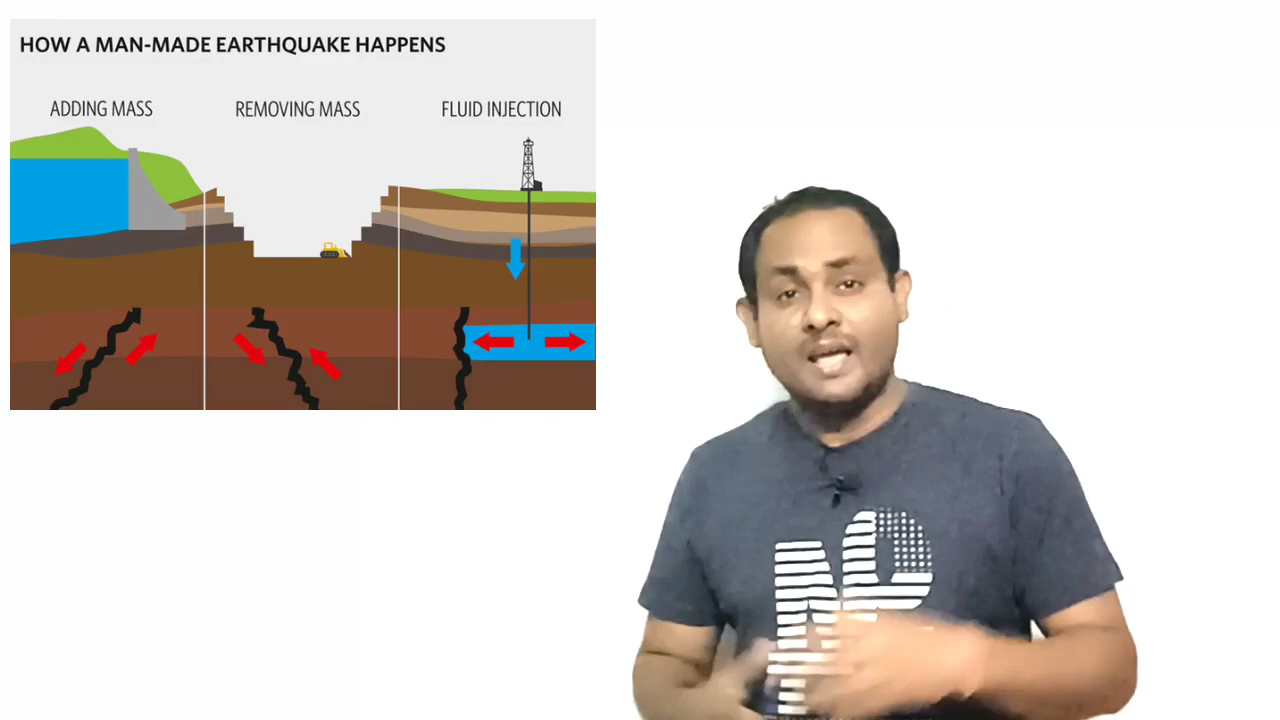 HOW A MAN-MADE EARTHQUAKE HAPPENS
ADDING MASS
REMOVING MASS
FLUID INJECTION